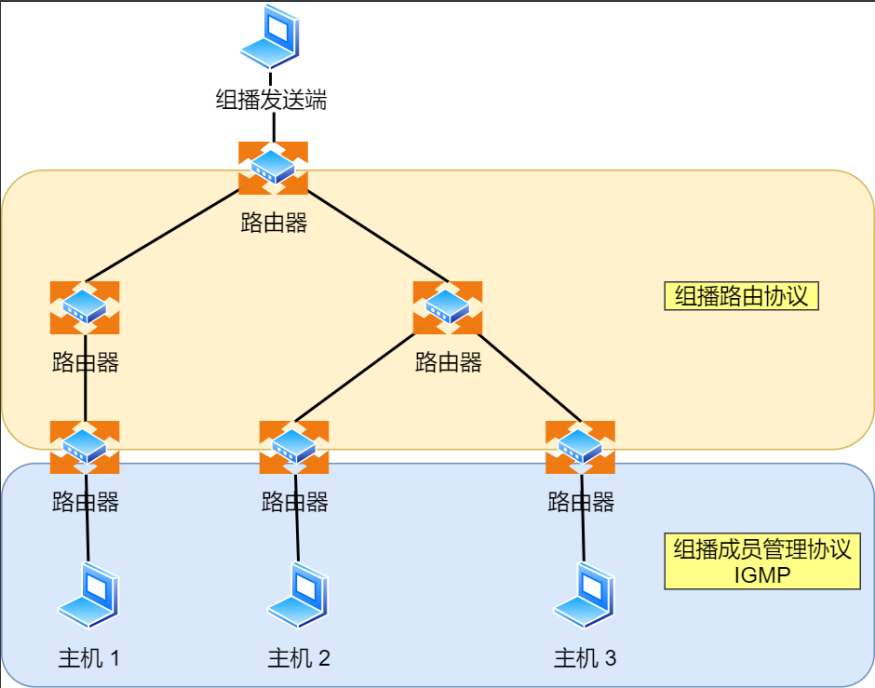 组播发送端
路由器
组播路由协议
路由器
路由器
路由器
路由器
路由器
组播成员管理协议
IGMP
主机 1
主机 2
主机 3